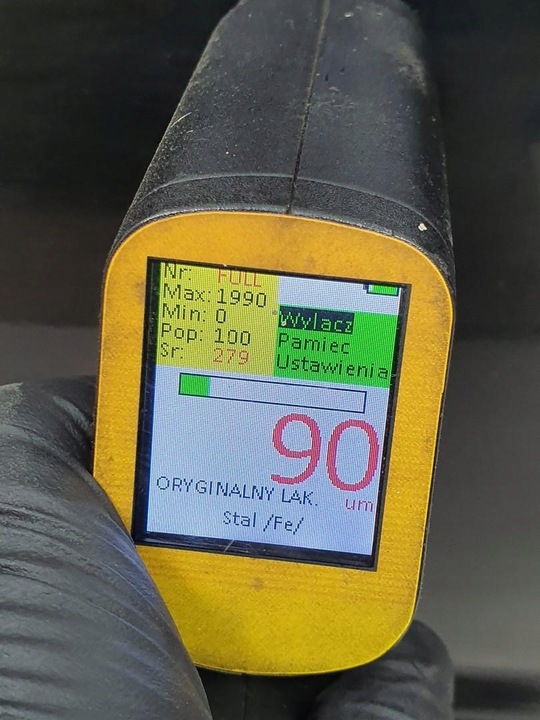 Nr: FULL
Max: 1990
Min: 0
Pop: 100
Sr: 279
Wylacz
Pamiec
Ustawienia
90
um
ORYGINALNY LAK.
Stal /Fe/